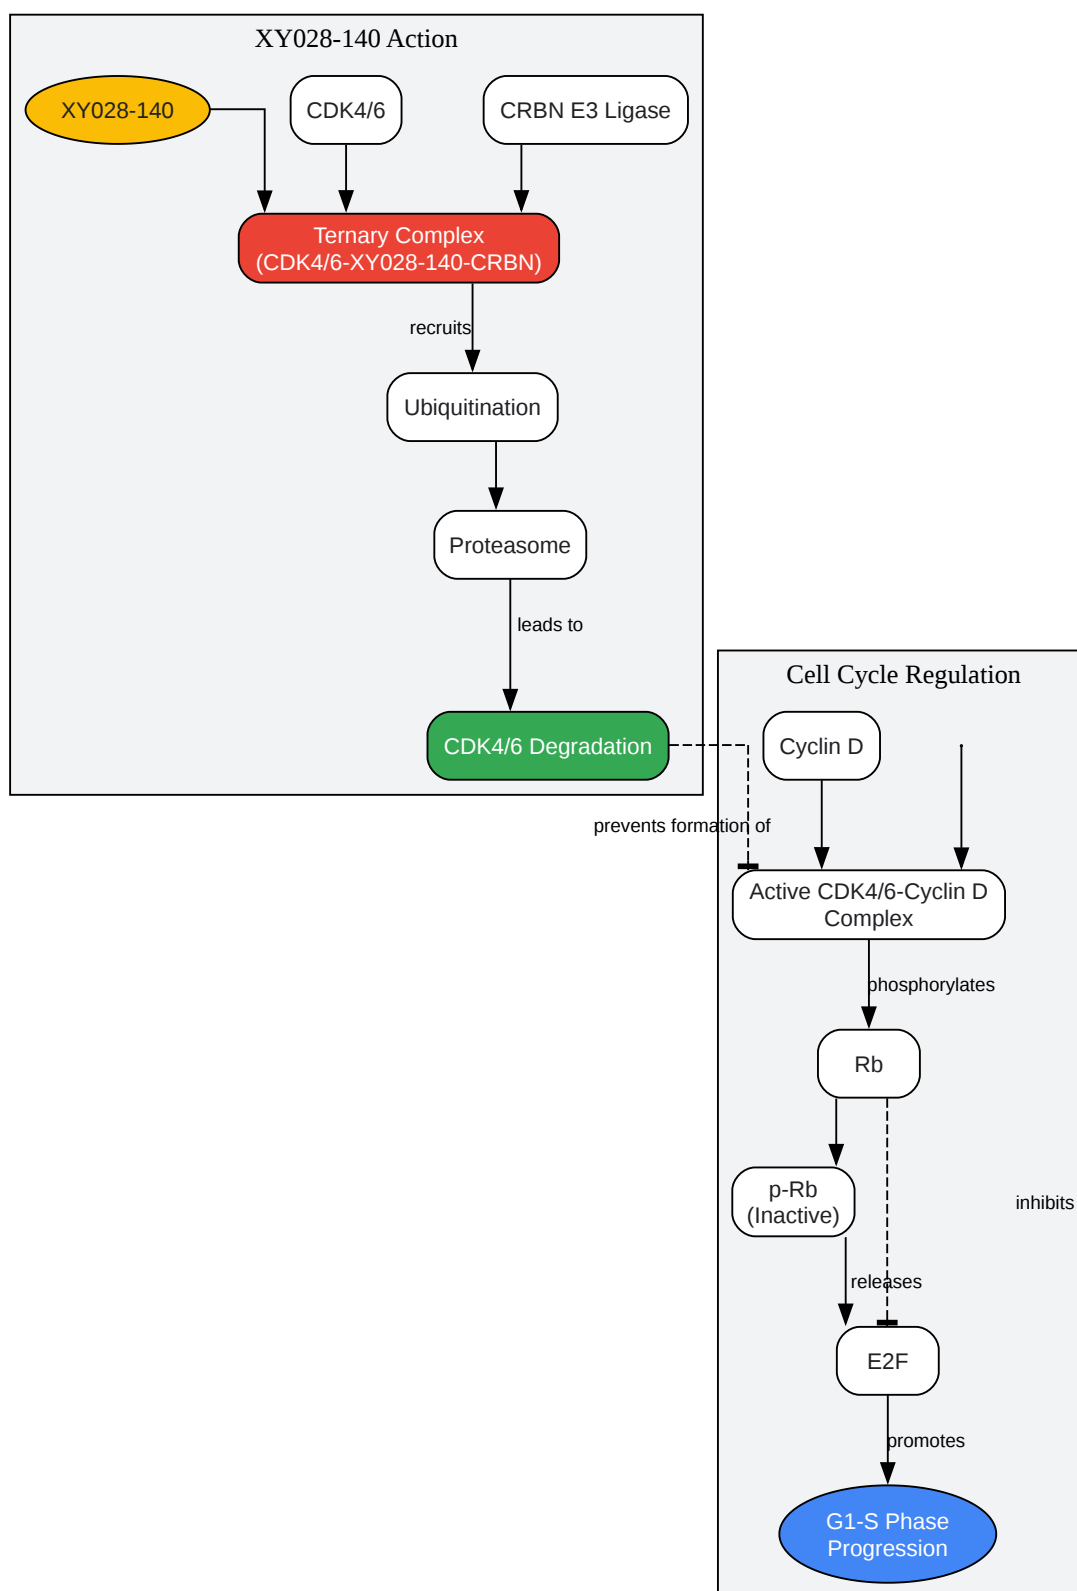 XY028-140 Action
XY028-140
CDK4/6
CRBN E3 Ligase
Ternary Complex
(CDK4/6-XY028-140-CRBN)
recruits
Ubiquitination
Proteasome
leads to
CDK4/6 Degradation
prevents formation of
Cell Cycle Regulation
Cyclin D
Active CDK4/6-Cyclin D
Complex
phosphorylates
Rb
p-Rb
(Inactive)
inhibits
releases
E2F
promotes
G1-S Phase
Progression